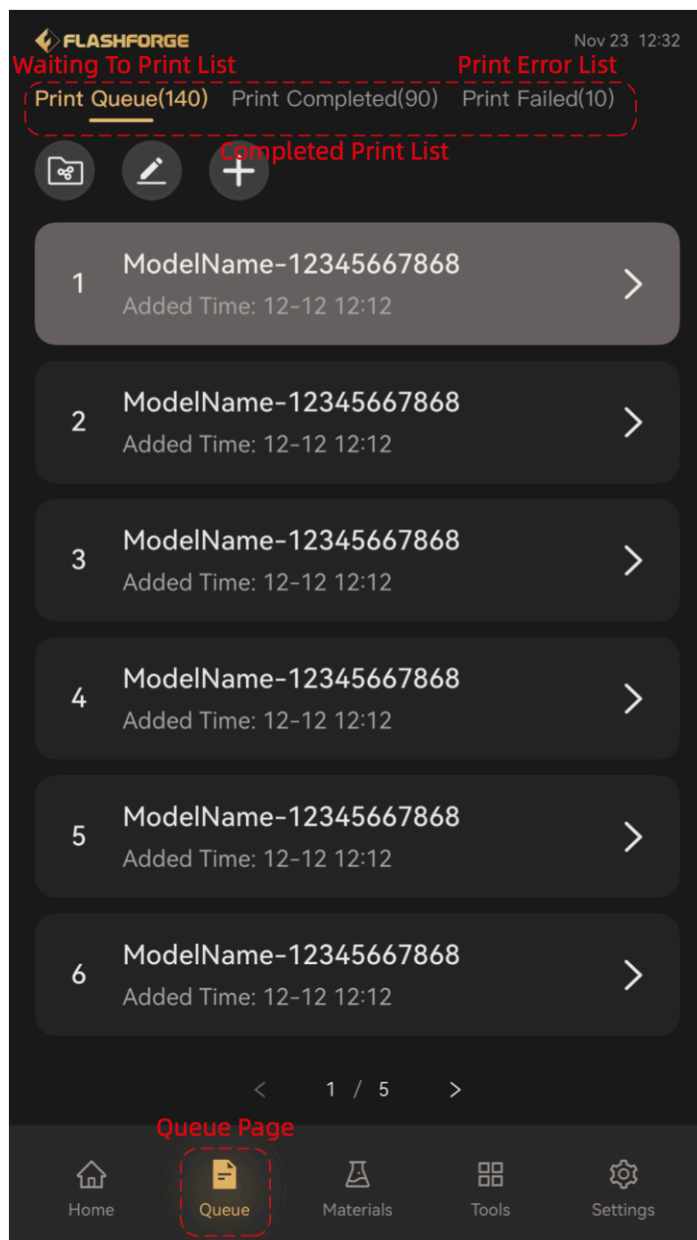 FLASHFORGE
Nov 23 12:32
Waiting To Print List
Print Error List
Print Queue(140)
Print Completed(90)
Print Failed(10)
Completed Print List
1
ModelName-12345667868
Added Time: 12-12 12:12
2
ModelName-12345667868
Added Time: 12-12 12:12
3
ModelName-12345667868
Added Time: 12-12 12:12
4
ModelName-12345667868
Added Time: 12-12 12:12
5
ModelName-12345667868
Added Time: 12-12 12:12
6
ModelName-12345667868
Added Time: 12-12 12:12
< 1 / 5 >
Queue Page
Home
Queue
Materials
Tools
Settings